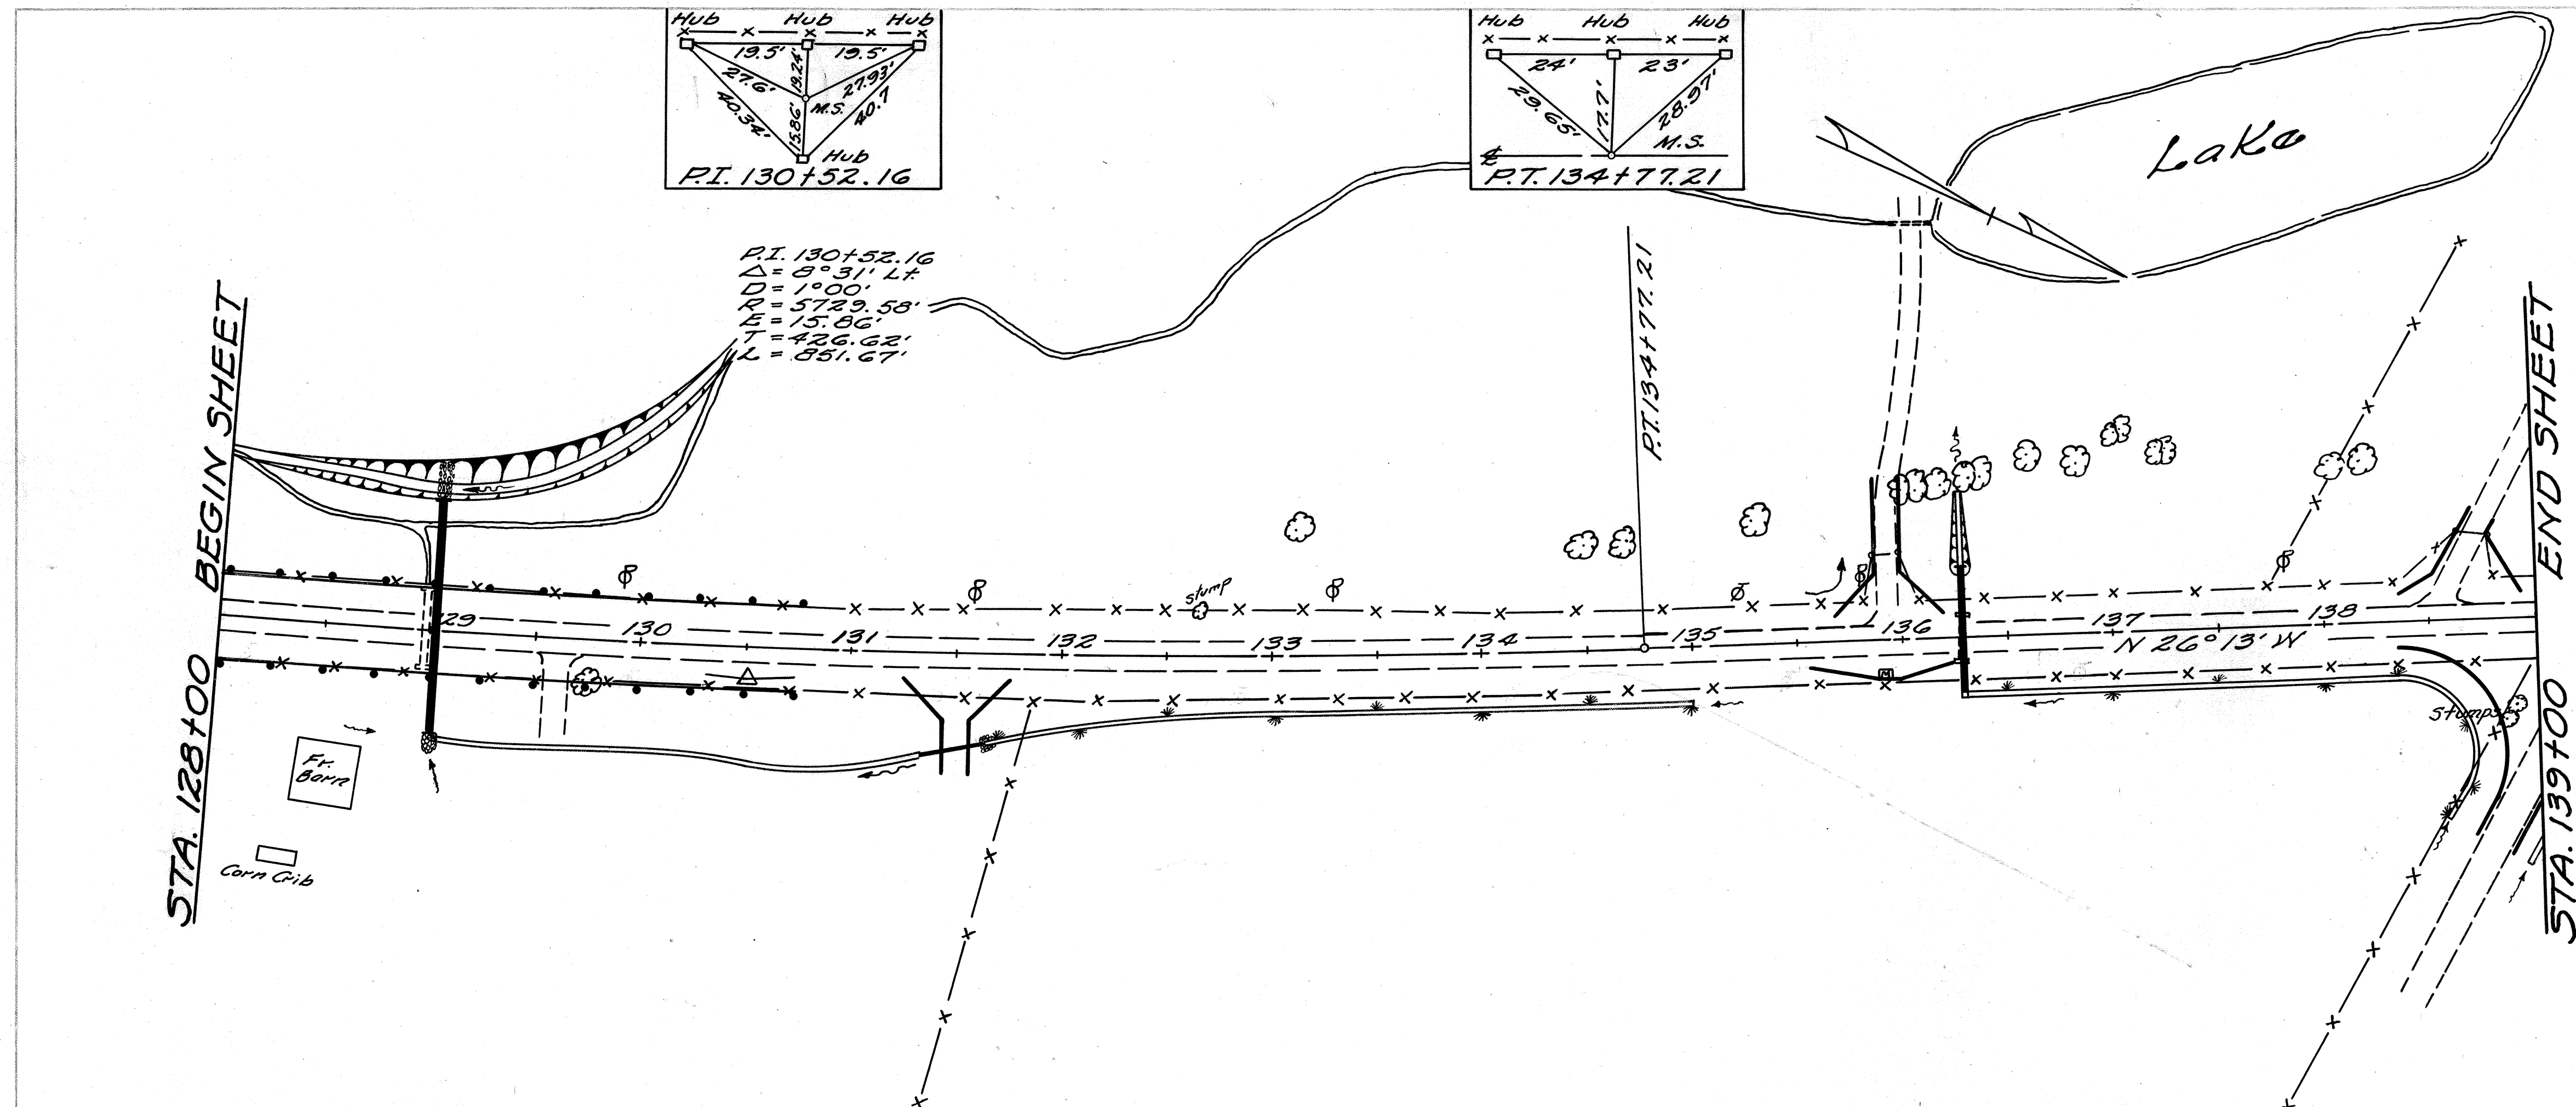 Hub Hub Hub
x x x x x
19.5' 19.5'
19.24'
27.6' 27.93'
M.S.
40.34' 15.86' 40.7
Hub
P.I. 130+52.16
Hub Hub Hub
x x x x x
24' 23'
29.65' 17.7' 28.97'
M.S.
℄
P.T. 134+77.21
Lake
P.I. 130+52.16
Δ = 8°31' Lt.
D = 1°00'
R = 5729.58'
E = 15.86'
T = 426.62'
L = 851.67'
P.T. 134+77.21
STA. 128+00 BEGIN SHEET
STA. 139+00 END SHEET
stump
29 130 131 132 133 134 135 136 137 138
N 26° 13' W
M
Stumps
Fr.
Barn
Corn Crib